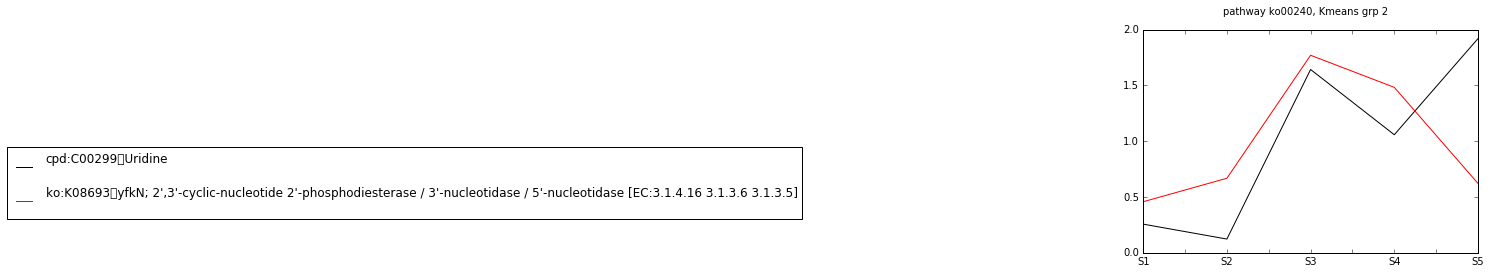 pathway ko00240, Kmeans grp 2
cpd:C00299▯Uridine
ko:K08693▯yfkN; 2',3'-cyclic-nucleotide 2'-phosphodiesterase / 3'-nucleotidase / 5'-nucleotidase [EC:3.1.4.16 3.1.3.6 3.1.3.5]
2.0
1.5
1.0
0.5
0.0
S1 S2 S3 S4 S5